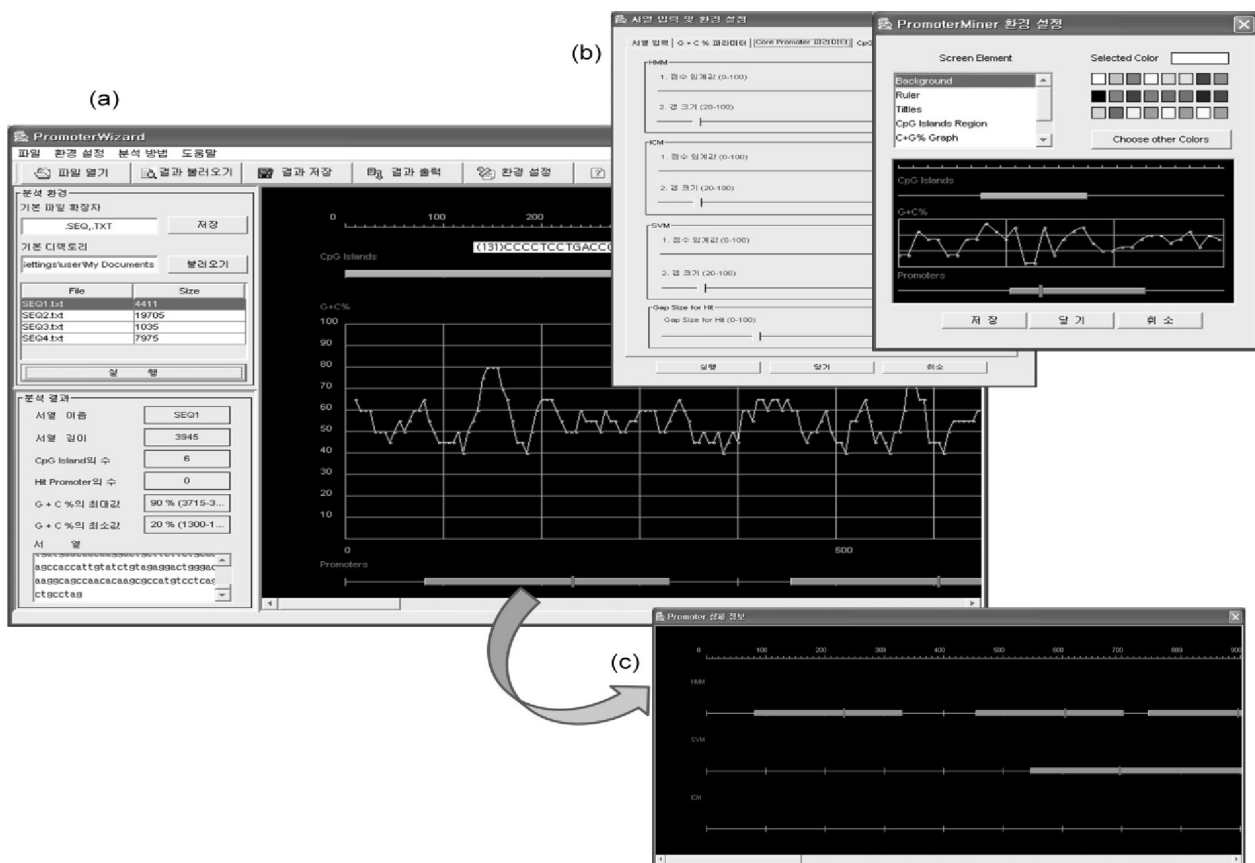 (a)
PromoterWizard
파일 환경 설정 분석 방법 도움말
파일 열기 결과 불러오기 결과 저장 결과 출력 환경 설정
분석 환경
기본 파일 확장자
.SEQ,.TXT 저장
기본 디렉토리
ettings\user\My Documents 불러오기
File Size
SEQ1.txt 4411
SEQ2.txt 19705
SEQ3.txt 1035
SEQ4.txt 7975
실 행
분석 결과
서열 이름 SEQ1
서열 길이 3945
CpG Island의 수 6
Hit Promoter의 수 0
G + C %의 최대값 90 % (3715-3...
G + C %의 최소값 20 % (1300-1...
서 열
agccaccattgtatctgtagaggactgggac
aaggcagccaacacaagcgccatgtcctcag
ctgcctag
0 100 200
(131)CCCCTCCTGACC
CpG Islands
G+C%
100
90
80
70
60
50
40
30
20
10
0 500
Promoters
(b)
서열 입력 및 환경 설정
서열 입력 G + C % 파라미터 Core Promoter 파라미터 CpG
HMM
1. 점수 임계값 (0-100)
2. 갭 크기 (20-100)
ICM
1. 점수 임계값 (0-100)
2. 갭 크기 (20-100)
SVM
1. 점수 임계값 (0-100)
2. 갭 크기 (20-100)
Gap Size for Hit
Gap Size for Hit (0-100)
실행 닫기 취소
PromoterMiner 환경 설정
Screen Element Selected Color
Background
Ruler
Tiltles
CpG Islands Region
C+G% Graph
Choose other Colors
CpG Islands
G+C%
Promoters
저 장 닫 기 취 소
(c)
Promoter 상세 정보
0 100 200 300 400 500 600 700 800 900
HMM
SVM
ICM